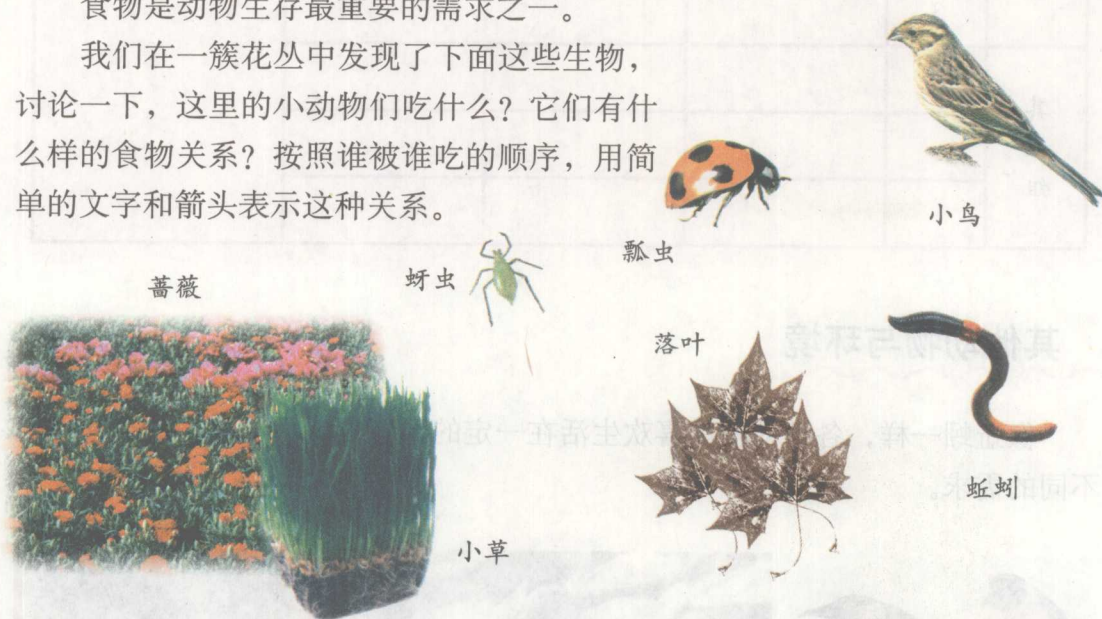 食物是动物生存最重要的需求之一。
我们在一簇花丛中发现了下面这些生物，
讨论一下，这里的小动物们吃什么？它们有什
么样的食物关系？按照谁被谁吃的顺序，用简
单的文字和箭头表示这种关系。
小鸟
瓢虫
蚜虫
蔷薇
落叶
蚯蚓
小草
其他动物与环境